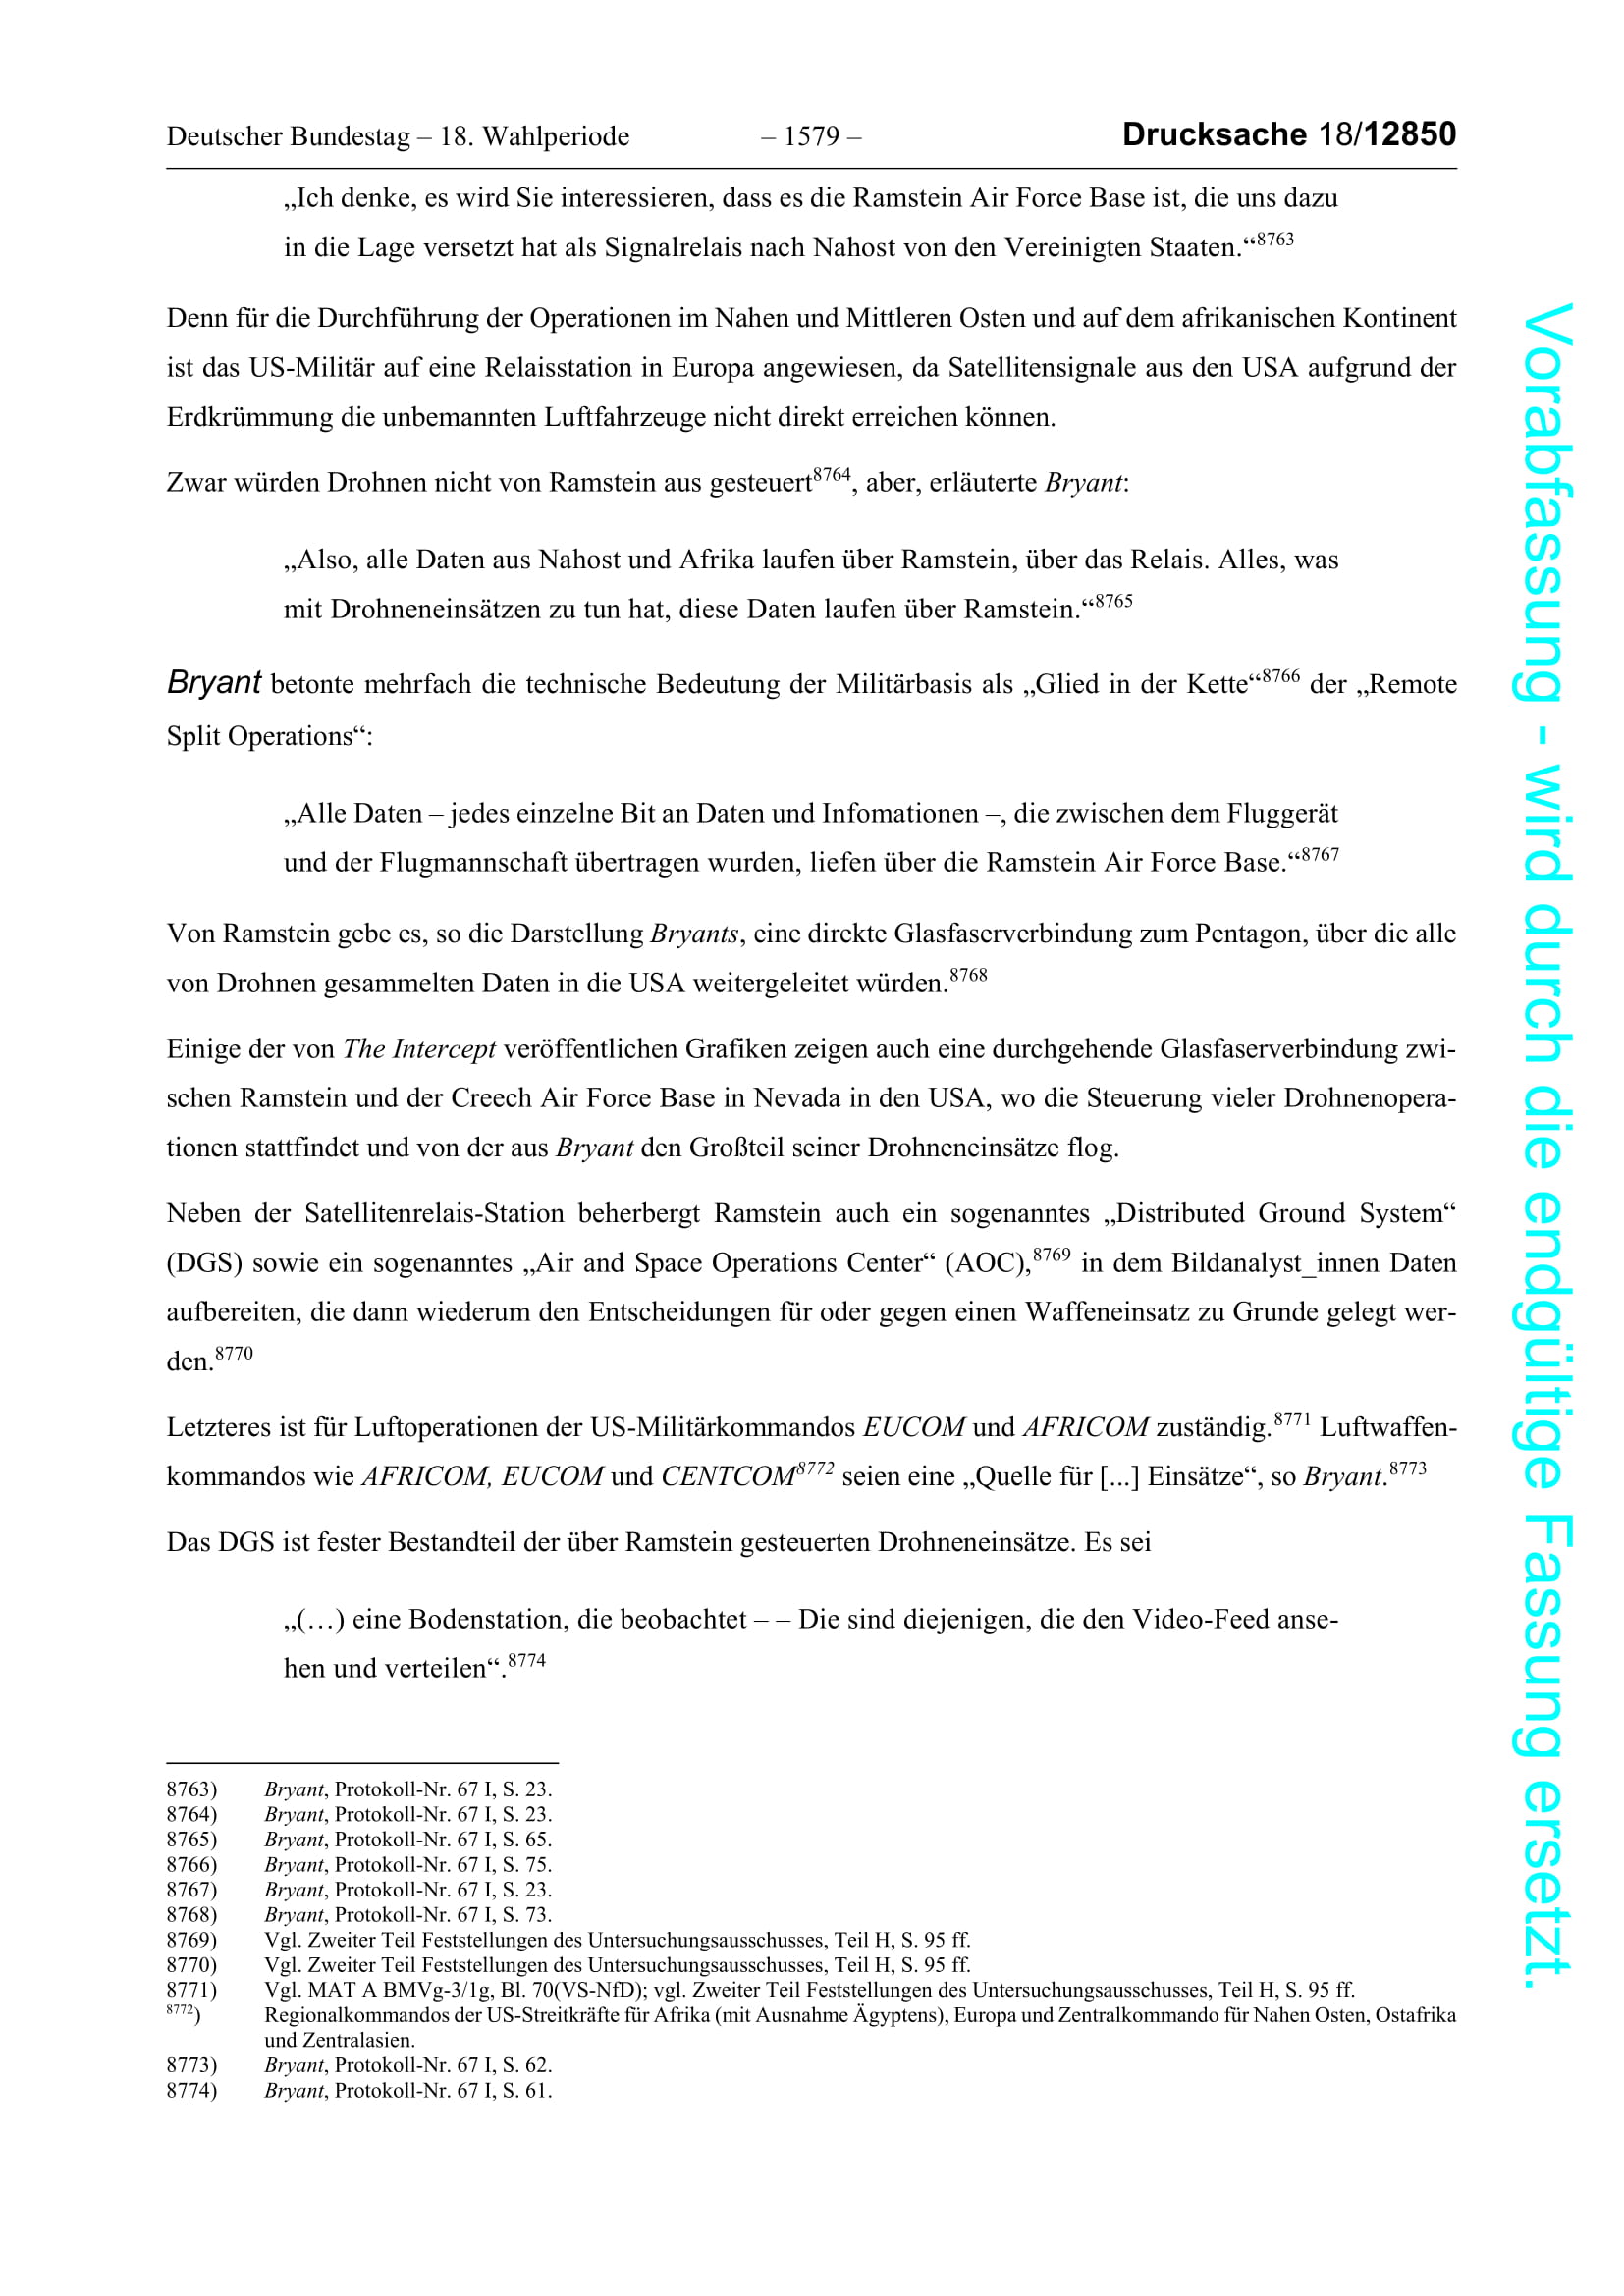 Deutscher Bundestag – 18. Wahlperiode – 1579 – Drucksache 18/12850
„Ich denke, es wird Sie interessieren, dass es die Ramstein Air Force Base ist, die uns dazu
in die Lage versetzt hat als Signalrelais nach Nahost von den Vereinigten Staaten.“8763
Denn für die Durchführung der Operationen im Nahen und Mittleren Osten und auf dem afrikanischen Kontinent
ist das US-Militär auf eine Relaisstation in Europa angewiesen, da Satellitensignale aus den USA aufgrund der
Erdkrümmung die unbemannten Luftfahrzeuge nicht direkt erreichen können.
Zwar würden Drohnen nicht von Ramstein aus gesteuert8764, aber, erläuterte Bryant:
„Also, alle Daten aus Nahost und Afrika laufen über Ramstein, über das Relais. Alles, was
mit Drohneneinsätzen zu tun hat, diese Daten laufen über Ramstein.“8765
Bryant betonte mehrfach die technische Bedeutung der Militärbasis als „Glied in der Kette“8766 der „Remote
Split Operations“:
„Alle Daten – jedes einzelne Bit an Daten und Infomationen –, die zwischen dem Fluggerät
und der Flugmannschaft übertragen wurden, liefen über die Ramstein Air Force Base.“8767
Von Ramstein gebe es, so die Darstellung Bryants, eine direkte Glasfaserverbindung zum Pentagon, über die alle
von Drohnen gesammelten Daten in die USA weitergeleitet würden.8768
Einige der von The Intercept veröffentlichen Grafiken zeigen auch eine durchgehende Glasfaserverbindung zwi-
schen Ramstein und der Creech Air Force Base in Nevada in den USA, wo die Steuerung vieler Drohnenopera-
tionen stattfindet und von der aus Bryant den Großteil seiner Drohneneinsätze flog.
Neben der Satellitenrelais-Station beherbergt Ramstein auch ein sogenanntes „Distributed Ground System“
(DGS) sowie ein sogenanntes „Air and Space Operations Center“ (AOC),8769 in dem Bildanalyst_innen Daten
aufbereiten, die dann wiederum den Entscheidungen für oder gegen einen Waffeneinsatz zu Grunde gelegt wer-
den.8770
Letzteres ist für Luftoperationen der US-Militärkommandos EUCOM und AFRICOM zuständig.8771 Luftwaffen-
kommandos wie AFRICOM, EUCOM und CENTCOM8772 seien eine „Quelle für [...] Einsätze“, so Bryant.8773
Das DGS ist fester Bestandteil der über Ramstein gesteuerten Drohneneinsätze. Es sei
„(…) eine Bodenstation, die beobachtet – – Die sind diejenigen, die den Video-Feed anse-
hen und verteilen“.8774
8763) Bryant, Protokoll-Nr. 67 I, S. 23.
8764) Bryant, Protokoll-Nr. 67 I, S. 23.
8765) Bryant, Protokoll-Nr. 67 I, S. 65.
8766) Bryant, Protokoll-Nr. 67 I, S. 75.
8767) Bryant, Protokoll-Nr. 67 I, S. 23.
8768) Bryant, Protokoll-Nr. 67 I, S. 73.
8769) Vgl. Zweiter Teil Feststellungen des Untersuchungsausschusses, Teil H, S. 95 ff.
8770) Vgl. Zweiter Teil Feststellungen des Untersuchungsausschusses, Teil H, S. 95 ff.
8771) Vgl. MAT A BMVg-3/1g, Bl. 70(VS-NfD); vgl. Zweiter Teil Feststellungen des Untersuchungsausschusses, Teil H, S. 95 ff.
8772) Regionalkommandos der US-Streitkräfte für Afrika (mit Ausnahme Ägyptens), Europa und Zentralkommando für Nahen Osten, Ostafrika
und Zentralasien.
8773) Bryant, Protokoll-Nr. 67 I, S. 62.
8774) Bryant, Protokoll-Nr. 67 I, S. 61.
Vorabfassung - wird durch die endgültige Fassung ersetzt.